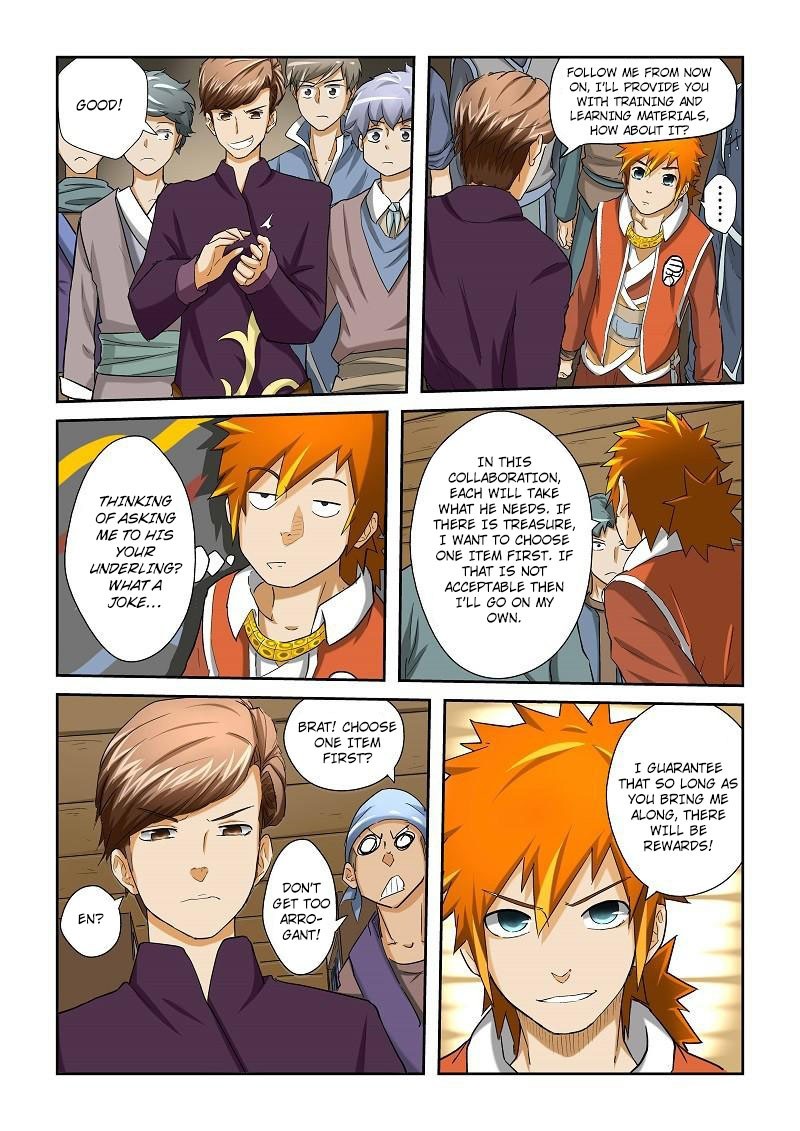 GOOD!
FOLLOW ME FROM NOW
ON, I'LL PROVIDE YOU
WITH TRAINING AND
LEARNING MATERIALS,
HOW ABOUT IT?
......
THINKING
OF ASKING
ME TO HIS
YOUR
UNDERLING?
WHAT A
JOKE...
IN THIS
COLLABORATION,
EACH WILL TAKE
WHAT HE NEEDS. IF
THERE IS TREASURE,
I WANT TO CHOOSE
ONE ITEM FIRST. IF
THAT IS NOT
ACCEPTABLE THEN
I'LL GO ON MY
OWN.
BRAT! CHOOSE
ONE ITEM
FIRST?
EN?
DON'T
GET TOO
ARRO-
GANT!
I GUARANTEE
THAT SO LONG AS
YOU BRING ME
ALONG, THERE
WILL BE
REWARDS!